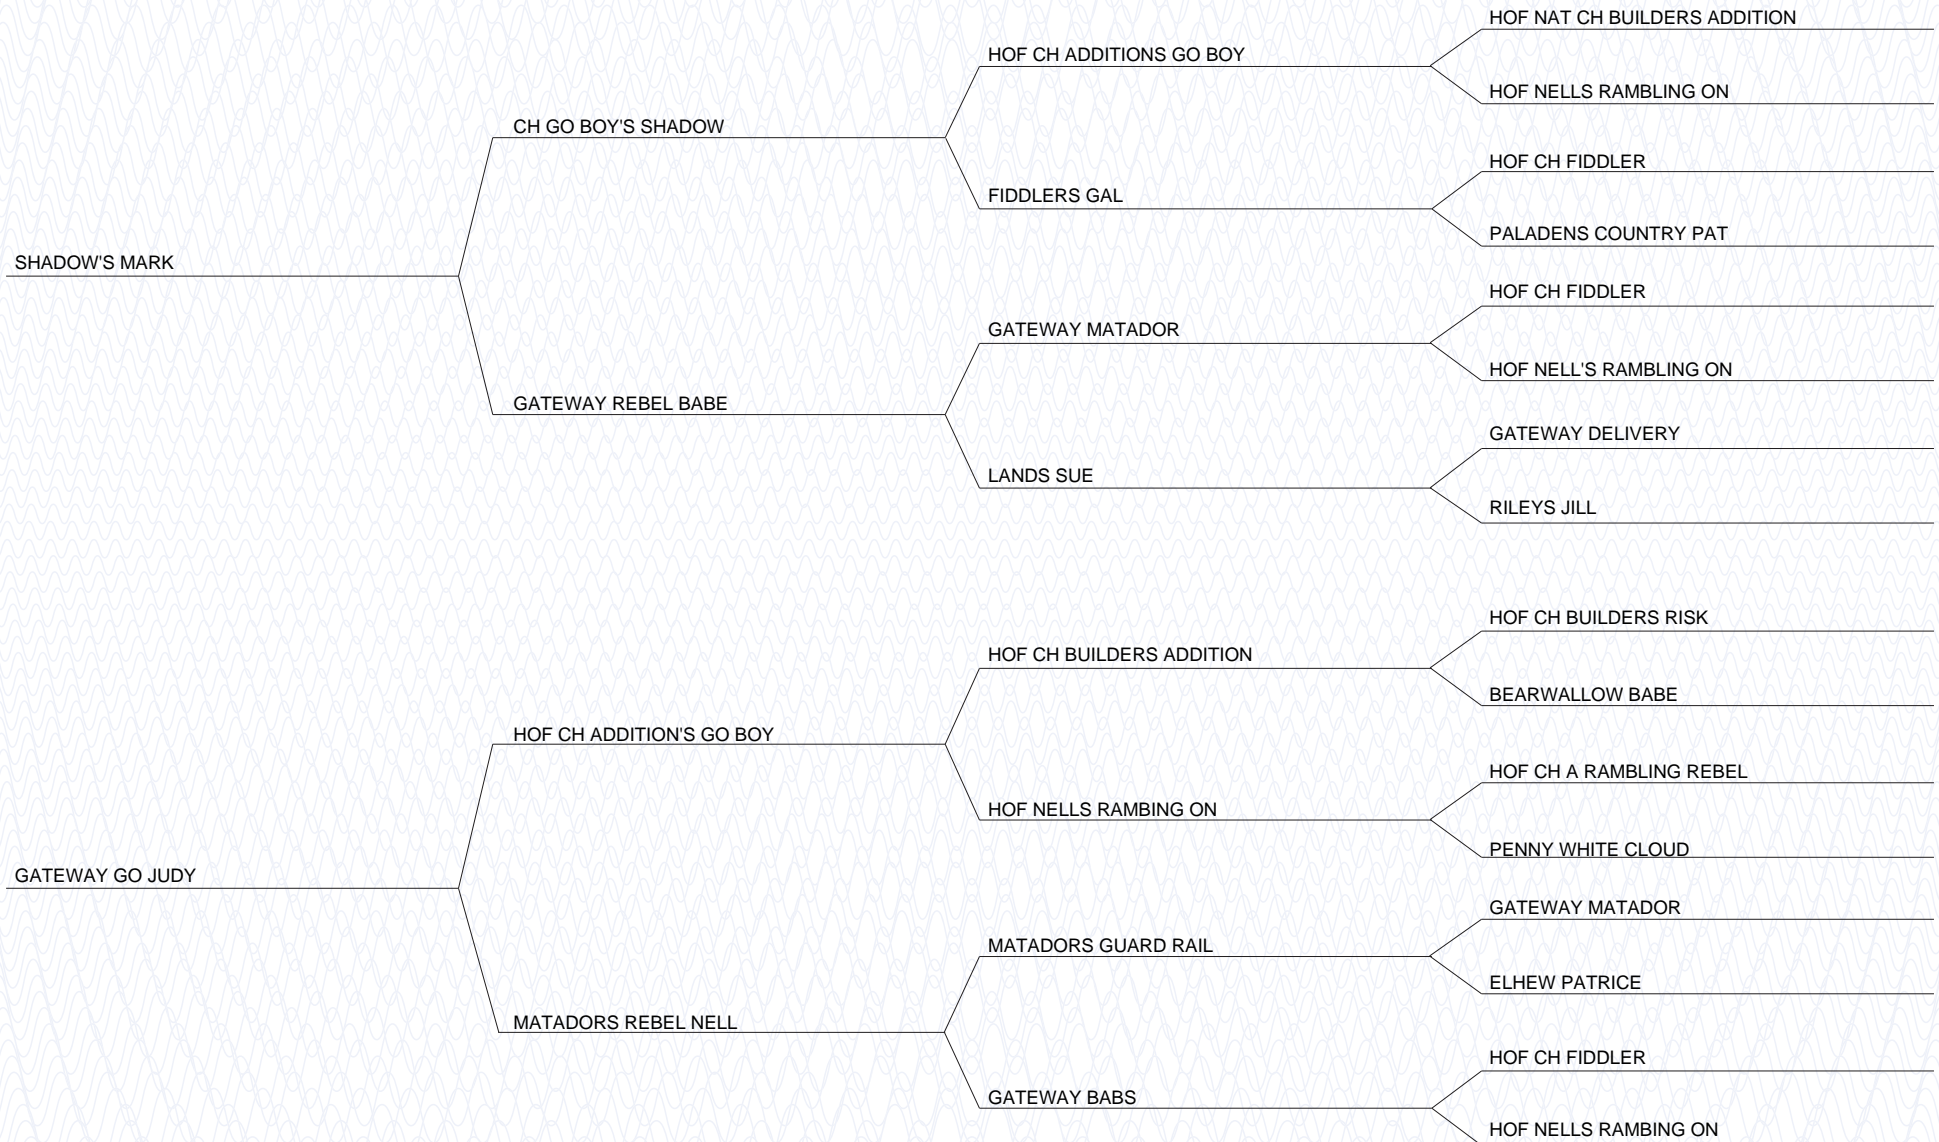 HOF NAT CH BUILDERS ADDITION
HOF CH ADDITIONS GO BOY
HOF NELLS RAMBLING ON
CH GO BOY'S SHADOW
HOF CH FIDDLER
FIDDLERS GAL
PALADENS COUNTRY PAT
SHADOW'S MARK
HOF CH FIDDLER
GATEWAY MATADOR
HOF NELL'S RAMBLING ON
GATEWAY REBEL BABE
GATEWAY DELIVERY
LANDS SUE
RILEYS JILL
HOF CH BUILDERS RISK
HOF CH BUILDERS ADDITION
BEARWALLOW BABE
HOF CH ADDITION'S GO BOY
HOF CH A RAMBLING REBEL
HOF NELLS RAMBING ON
PENNY WHITE CLOUD
GATEWAY GO JUDY
GATEWAY MATADOR
MATADORS GUARD RAIL
ELHEW PATRICE
MATADORS REBEL NELL
HOF CH FIDDLER
GATEWAY BABS
HOF NELLS RAMBING ON